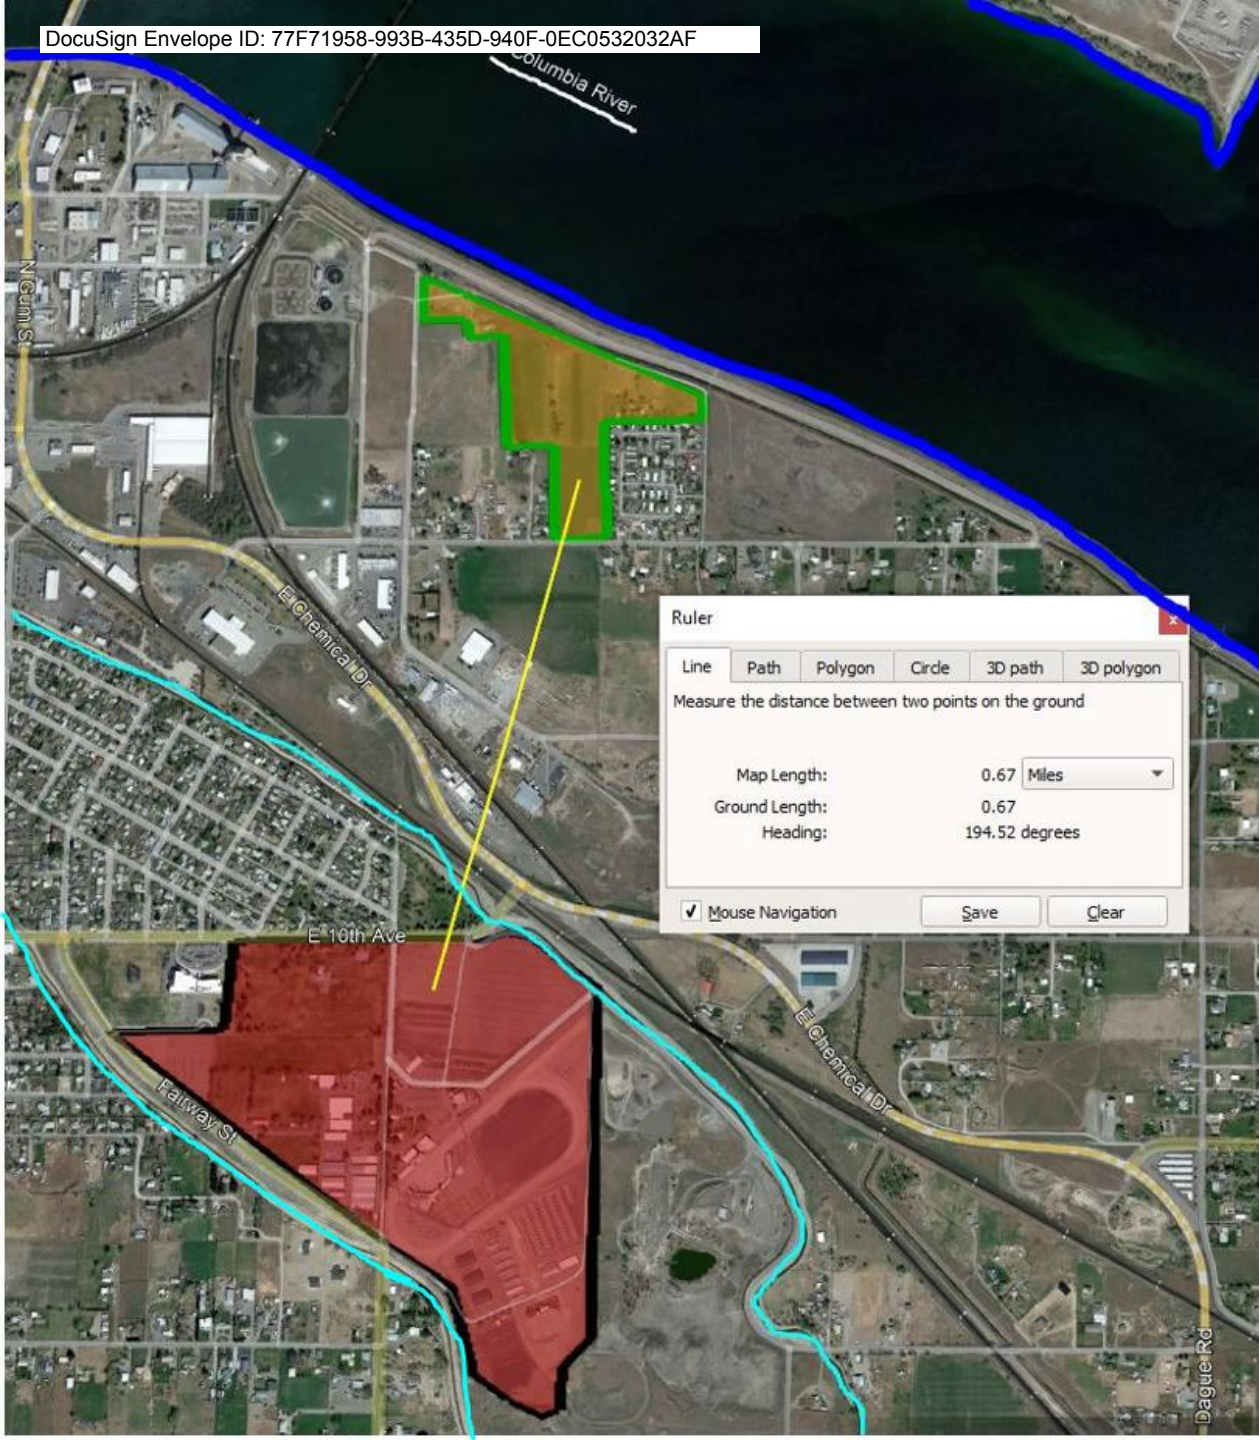 DocuSign Envelope ID: 77F71958-993B-435D-940F-0EC0532032AF
Columbia River
N Gum St
E Chemical Dr
Ruler
x
Line Path Polygon Circle 3D path 3D polygon
Measure the distance between two points on the ground
Map Length: 0.67 Miles
Ground Length: 0.67
Heading: 194.52 degrees
Mouse Navigation Save Clear
E 10th Ave
E Chemical Dr
Fairway St
Dague Rd